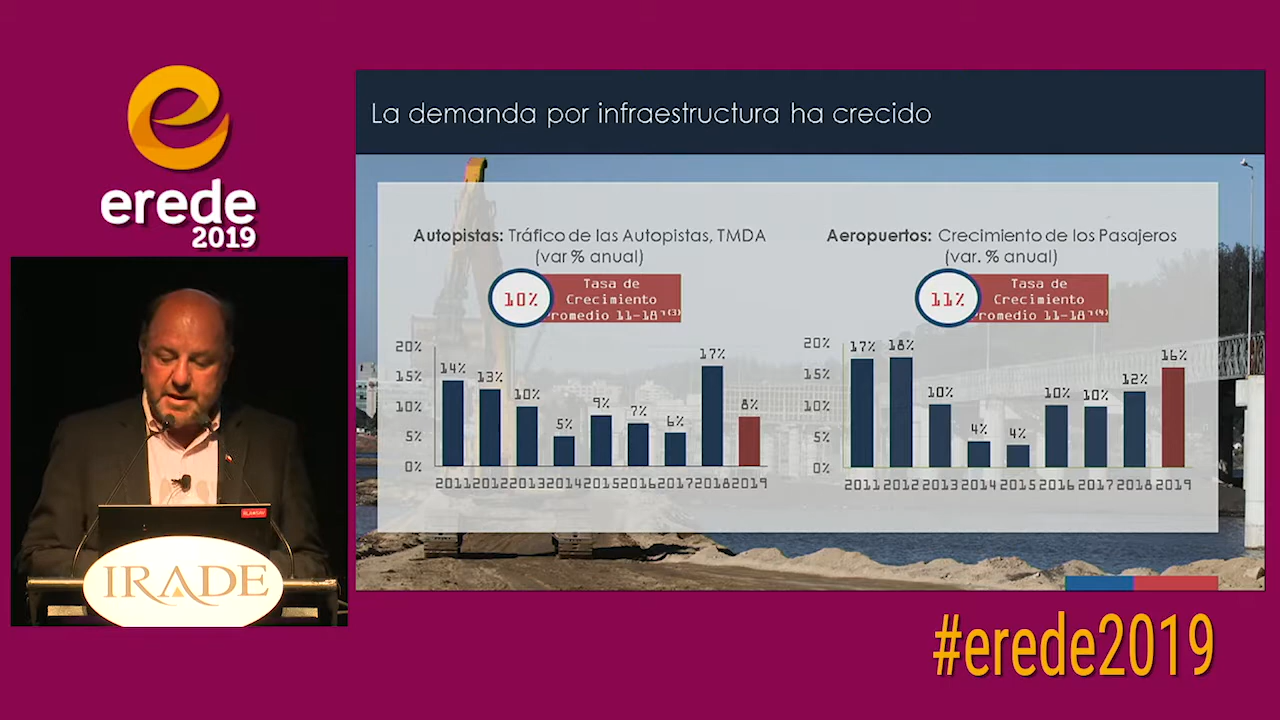 erede
2019
La demanda por infraestructura ha crecido
Autopistas: Tráfico de las Autopistas, TMDA
(var % anual)
10%
Tasa de
Crecimiento
Promedio 11-18 (3)
20%
15%
10%
5%
0%
14%
13%
10%
5%
9%
7%
6%
17%
8%
2011 2012 2013 2014 2015 2016 2017 2018 2019
Aeropuertos: Crecimiento de los Pasajeros
(var. % anual)
11%
Tasa de
Crecimiento
Promedio 11-18 (4)
20%
15%
10%
5%
0%
17%
18%
10%
4%
4%
10%
10%
12%
16%
2011 2012 2013 2014 2015 2016 2017 2018 2019
IRADE
#erede2019